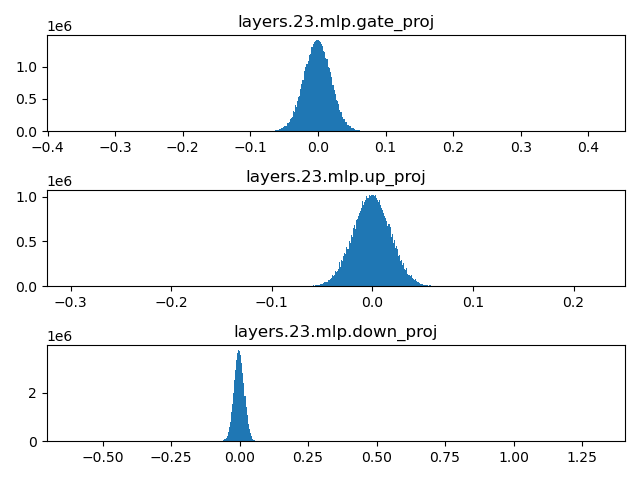 layers.23.mlp.gate_proj
1e6
1.0
0.5
0.0
−0.4 −0.3 −0.2 −0.1 0.0 0.1 0.2 0.3 0.4
layers.23.mlp.up_proj
1e6
1.0
0.5
0.0
−0.3 −0.2 −0.1 0.0 0.1 0.2
layers.23.mlp.down_proj
1e6
2
0
−0.50 −0.25 0.00 0.25 0.50 0.75 1.00 1.25